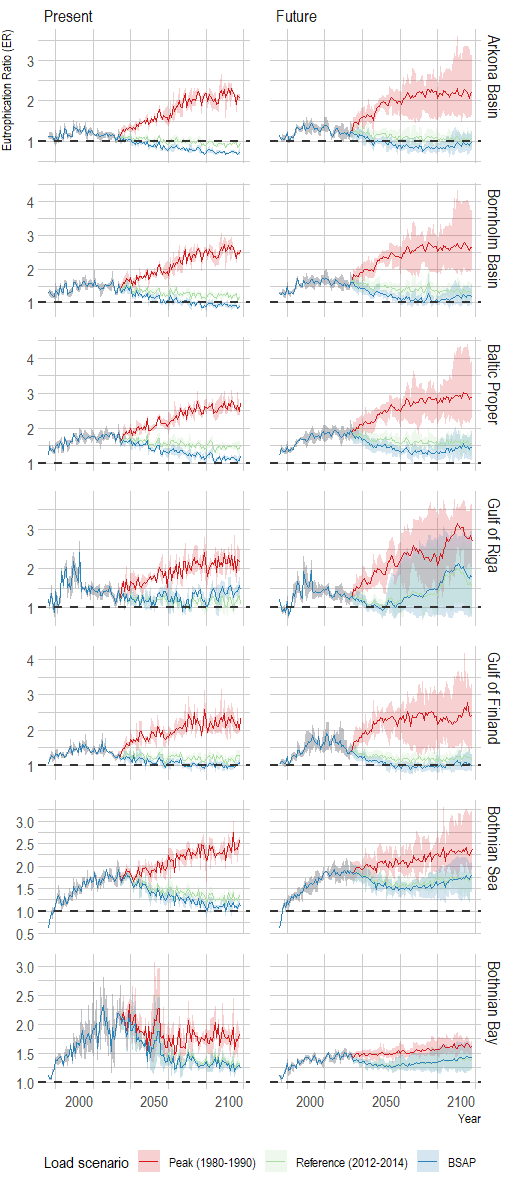 Present
Future
Eutrophication Ratio (ER)
3
2
1
Arkona Basin
4
3
2
1
Bornholm Basin
4
3
2
1
Baltic Proper
3
2
1
Gulf of Riga
4
3
2
1
Gulf of Finland
3.0
2.5
2.0
1.5
1.0
0.5
Bothnian Sea
3.0
2.5
2.0
1.5
1.0
Bothnian Bay
2000 2050 2100 2000 2050 2100
Year
Load scenario Peak (1980-1990) Reference (2012-2014) BSAP